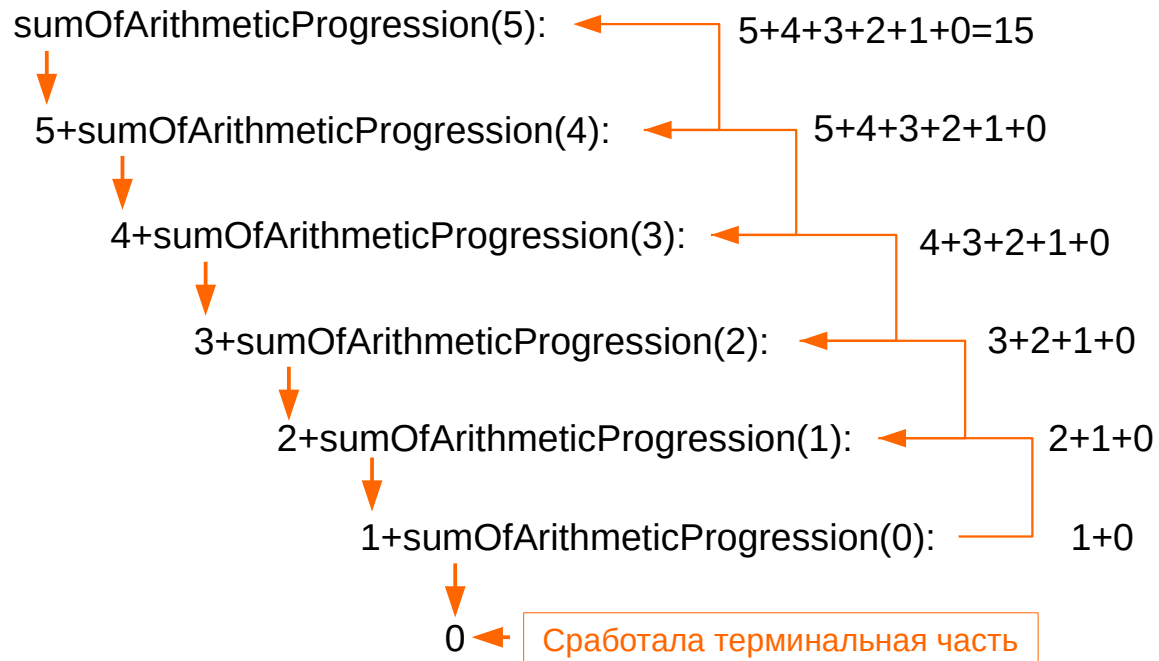 sumOfArithmeticProgression(5):
5+4+3+2+1+0=15
5+sumOfArithmeticProgression(4):
5+4+3+2+1+0
4+sumOfArithmeticProgression(3):
4+3+2+1+0
3+sumOfArithmeticProgression(2):
3+2+1+0
2+sumOfArithmeticProgression(1):
2+1+0
1+sumOfArithmeticProgression(0):
1+0
0
Сработала терминальная часть